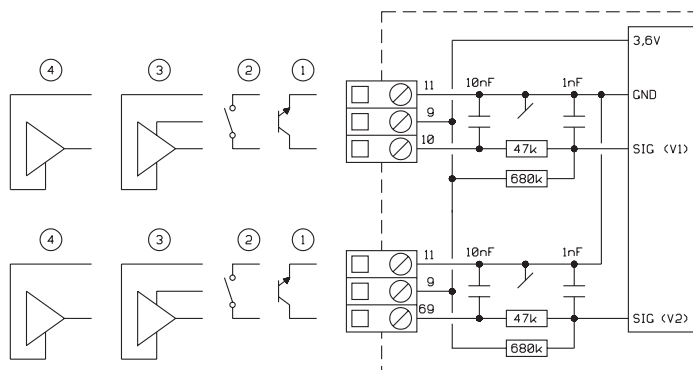 3,6V
4 3 2 1 11 10nF 1nF GND
9
10 47k SIG (V1)
680k
4 3 2 1 11 10nF 1nF
9
69 47k SIG (V2)
680k